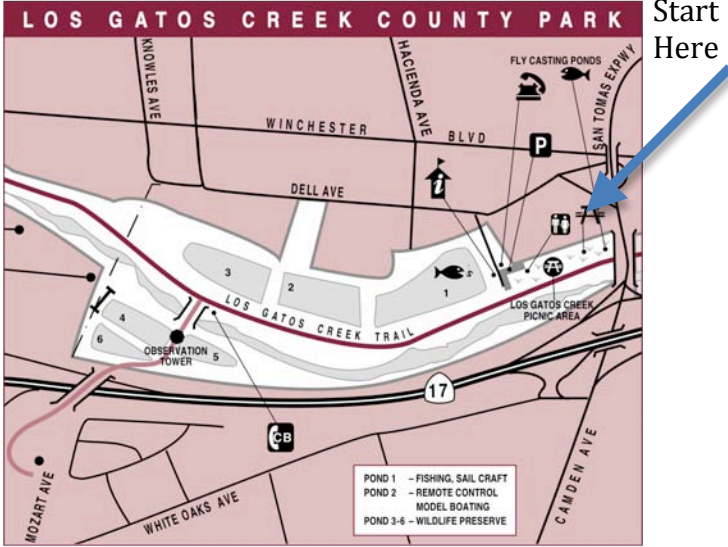 LOS GATOS CREEK COUNTY PARK
Start
Here
KNOWLES AVE
HACIENDA AVE
FLY CASTING PONDS
SAN TOMAS EXPWY
WINCHESTER BLVD
P
i
DELL AVE
3
2
1
S
LOS GATOS CREEK TRAIL
LOS GATOS CREEK
PICNIC AREA
4
6
5
OBSERVATION
TOWER
17
CB
MOZART AVE
WHITE OAKS AVE
CAMDEN AVE
POND 1 – FISHING, SAIL CRAFT
POND 2 – REMOTE CONTROL
MODEL BOATING
POND 3-6 – WILDLIFE PRESERVE